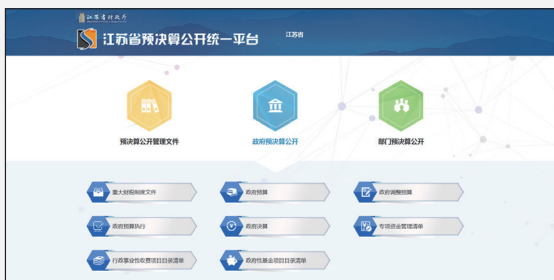 江苏省财政厅
江苏省预决算公开统一平台
江苏省
预决算公开管理文件
政府预决算公开
部门预决算公开
重大财税制度文件
政府预算
政府调整预算
政府预算执行
政府决算
专项资金管理清单
行政事业性收费项目目录清单
政府性基金项目目录清单